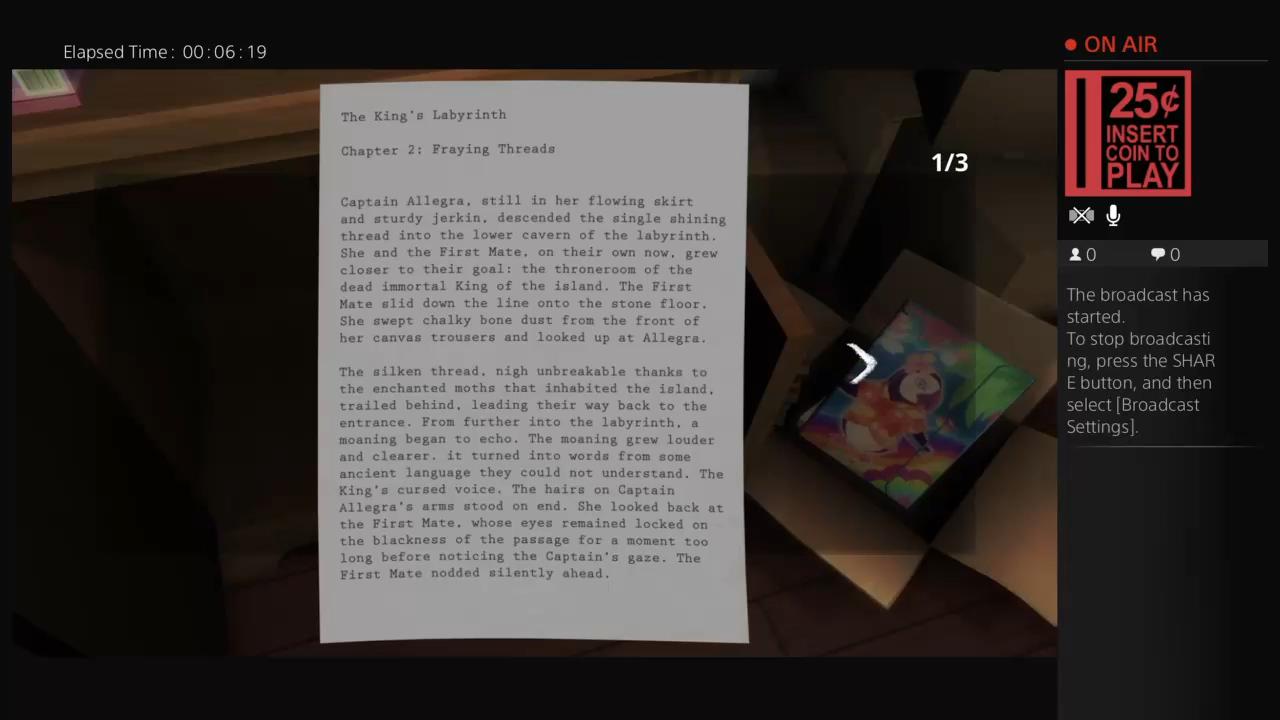 Elapsed Time: 00:06:19
ON AIR
25¢
INSERT
COIN TO
PLAY
The King's Labyrinth
Chapter 2: Fraying Threads
1/3
Captain Allegra, still in her flowing skirt
and sturdy jerkin, descended the single shining
thread into the lower cavern of the labyrinth.
She and the First Mate, on their own now, grew
closer to their goal: the throneroom of the
dead immortal King of the island. The First
Mate slid down the line onto the stone floor.
She swept chalky bone dust from the front of
her canvas trousers and looked up at Allegra.
The silken thread, nigh unbreakable thanks to
the enchanted moths that inhabited the island,
trailed behind, leading their way back to the
entrance. From further into the labyrinth, a
moaning began to echo. The moaning grew louder
and clearer. it turned into words from some
ancient language they could not understand. The
King's cursed voice. The hairs on Captain
Allegra's arms stood on end. She looked back at
the First Mate, whose eyes remained locked on
the blackness of the passage for a moment too
long before noticing the Captain's gaze. The
First Mate nodded silently ahead.
0
0
The broadcast has
started.
To stop broadcasti
ng, press the SHAR
E button, and then
select [Broadcast
Settings].